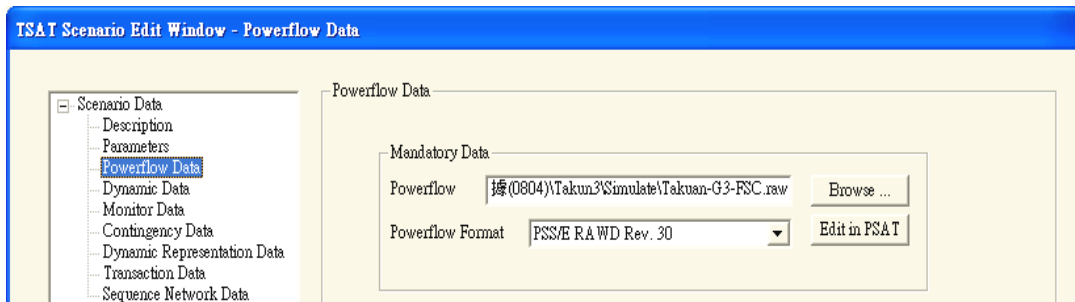 TSAT Scenario Edit Window - Powerflow Data
Scenario Data
Description
Parameters
Powerflow Data
Dynamic Data
Monitor Data
Contingency Data
Dynamic Representation Data
Transaction Data
Sequence Network Data
Powerflow Data
Mandatory Data
Powerflow 據(0804)\Takun3\Simulate\Takuan-G3-FSC.raw Browse ...
Powerflow Format PSS/E RAWD Rev. 30 Edit in PSAT